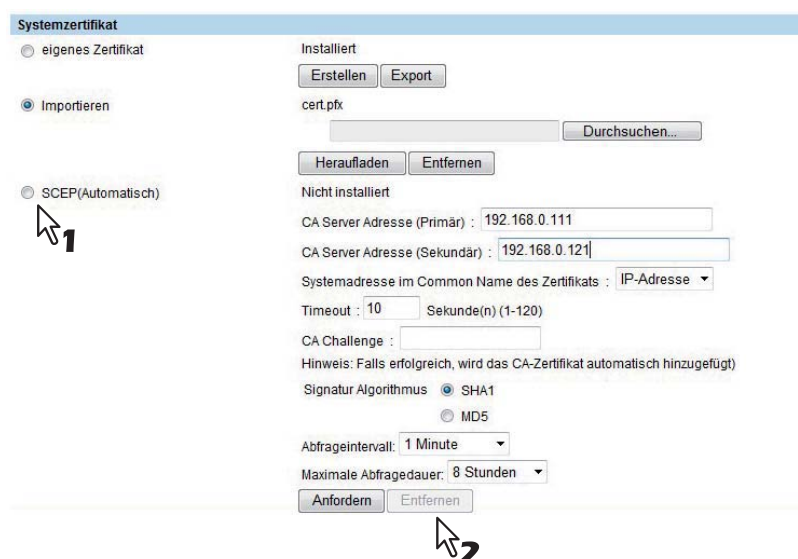 Systemzertifikat
eigenes Zertifikat
Installiert
Erstellen Export
Importieren
cert.pfx
Durchsuchen...
Heraufladen Entfernen
SCEP(Automatisch)
Nicht installiert
1
CA Server Adresse (Primär) : 192.168.0.111
CA Server Adresse (Sekundär) : 192.168.0.121
Systemadresse im Common Name des Zertifikats : IP-Adresse
Timeout : 10 Sekunde(n) (1-120)
CA Challenge :
Hinweis: Falls erfolgreich, wird das CA-Zertifikat automatisch hinzugefügt)
Signatur Algorithmus SHA1
MD5
Abfrageintervall: 1 Minute
Maximale Abfragedauer: 8 Stunden
Anfordern Entfernen
2